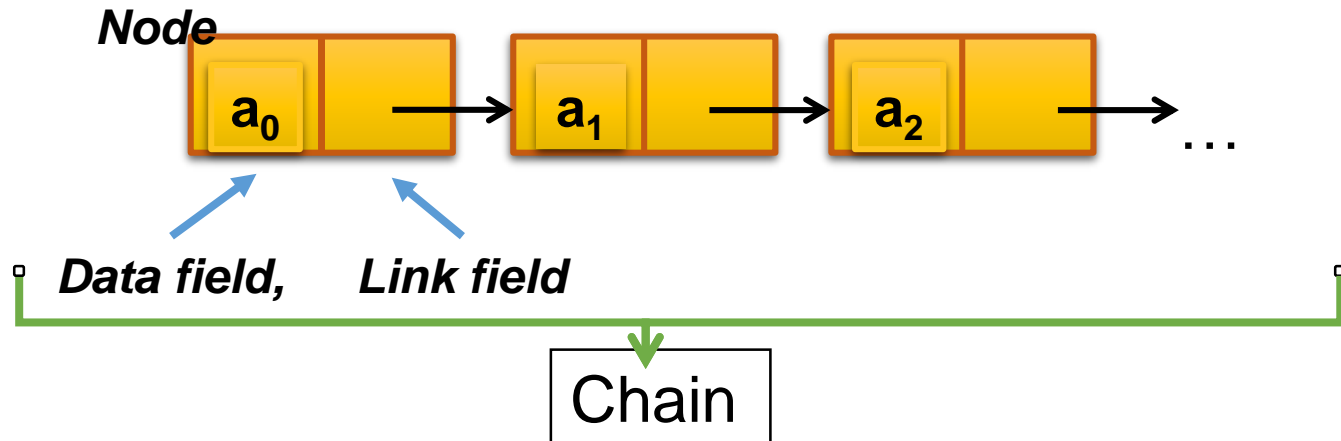 Node
a₀ a₁ a₂ ...
Data field, Link field
Chain